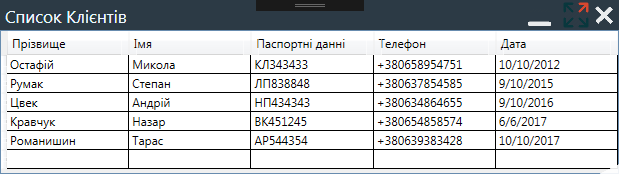 Список Клієнтів
Прізвище Імя Паспортні данні Телефон Дата
Остафій Микола КЛ343433 +380658954751 10/10/2012
Румак Степан ЛП838848 +380637854585 9/10/2015
Цвек Андрій НП434343 +380634864655 9/10/2016
Кравчук Назар ВК451245 +380654858574 6/6/2017
Романишин Тарас АР544354 +380639383428 10/10/2017